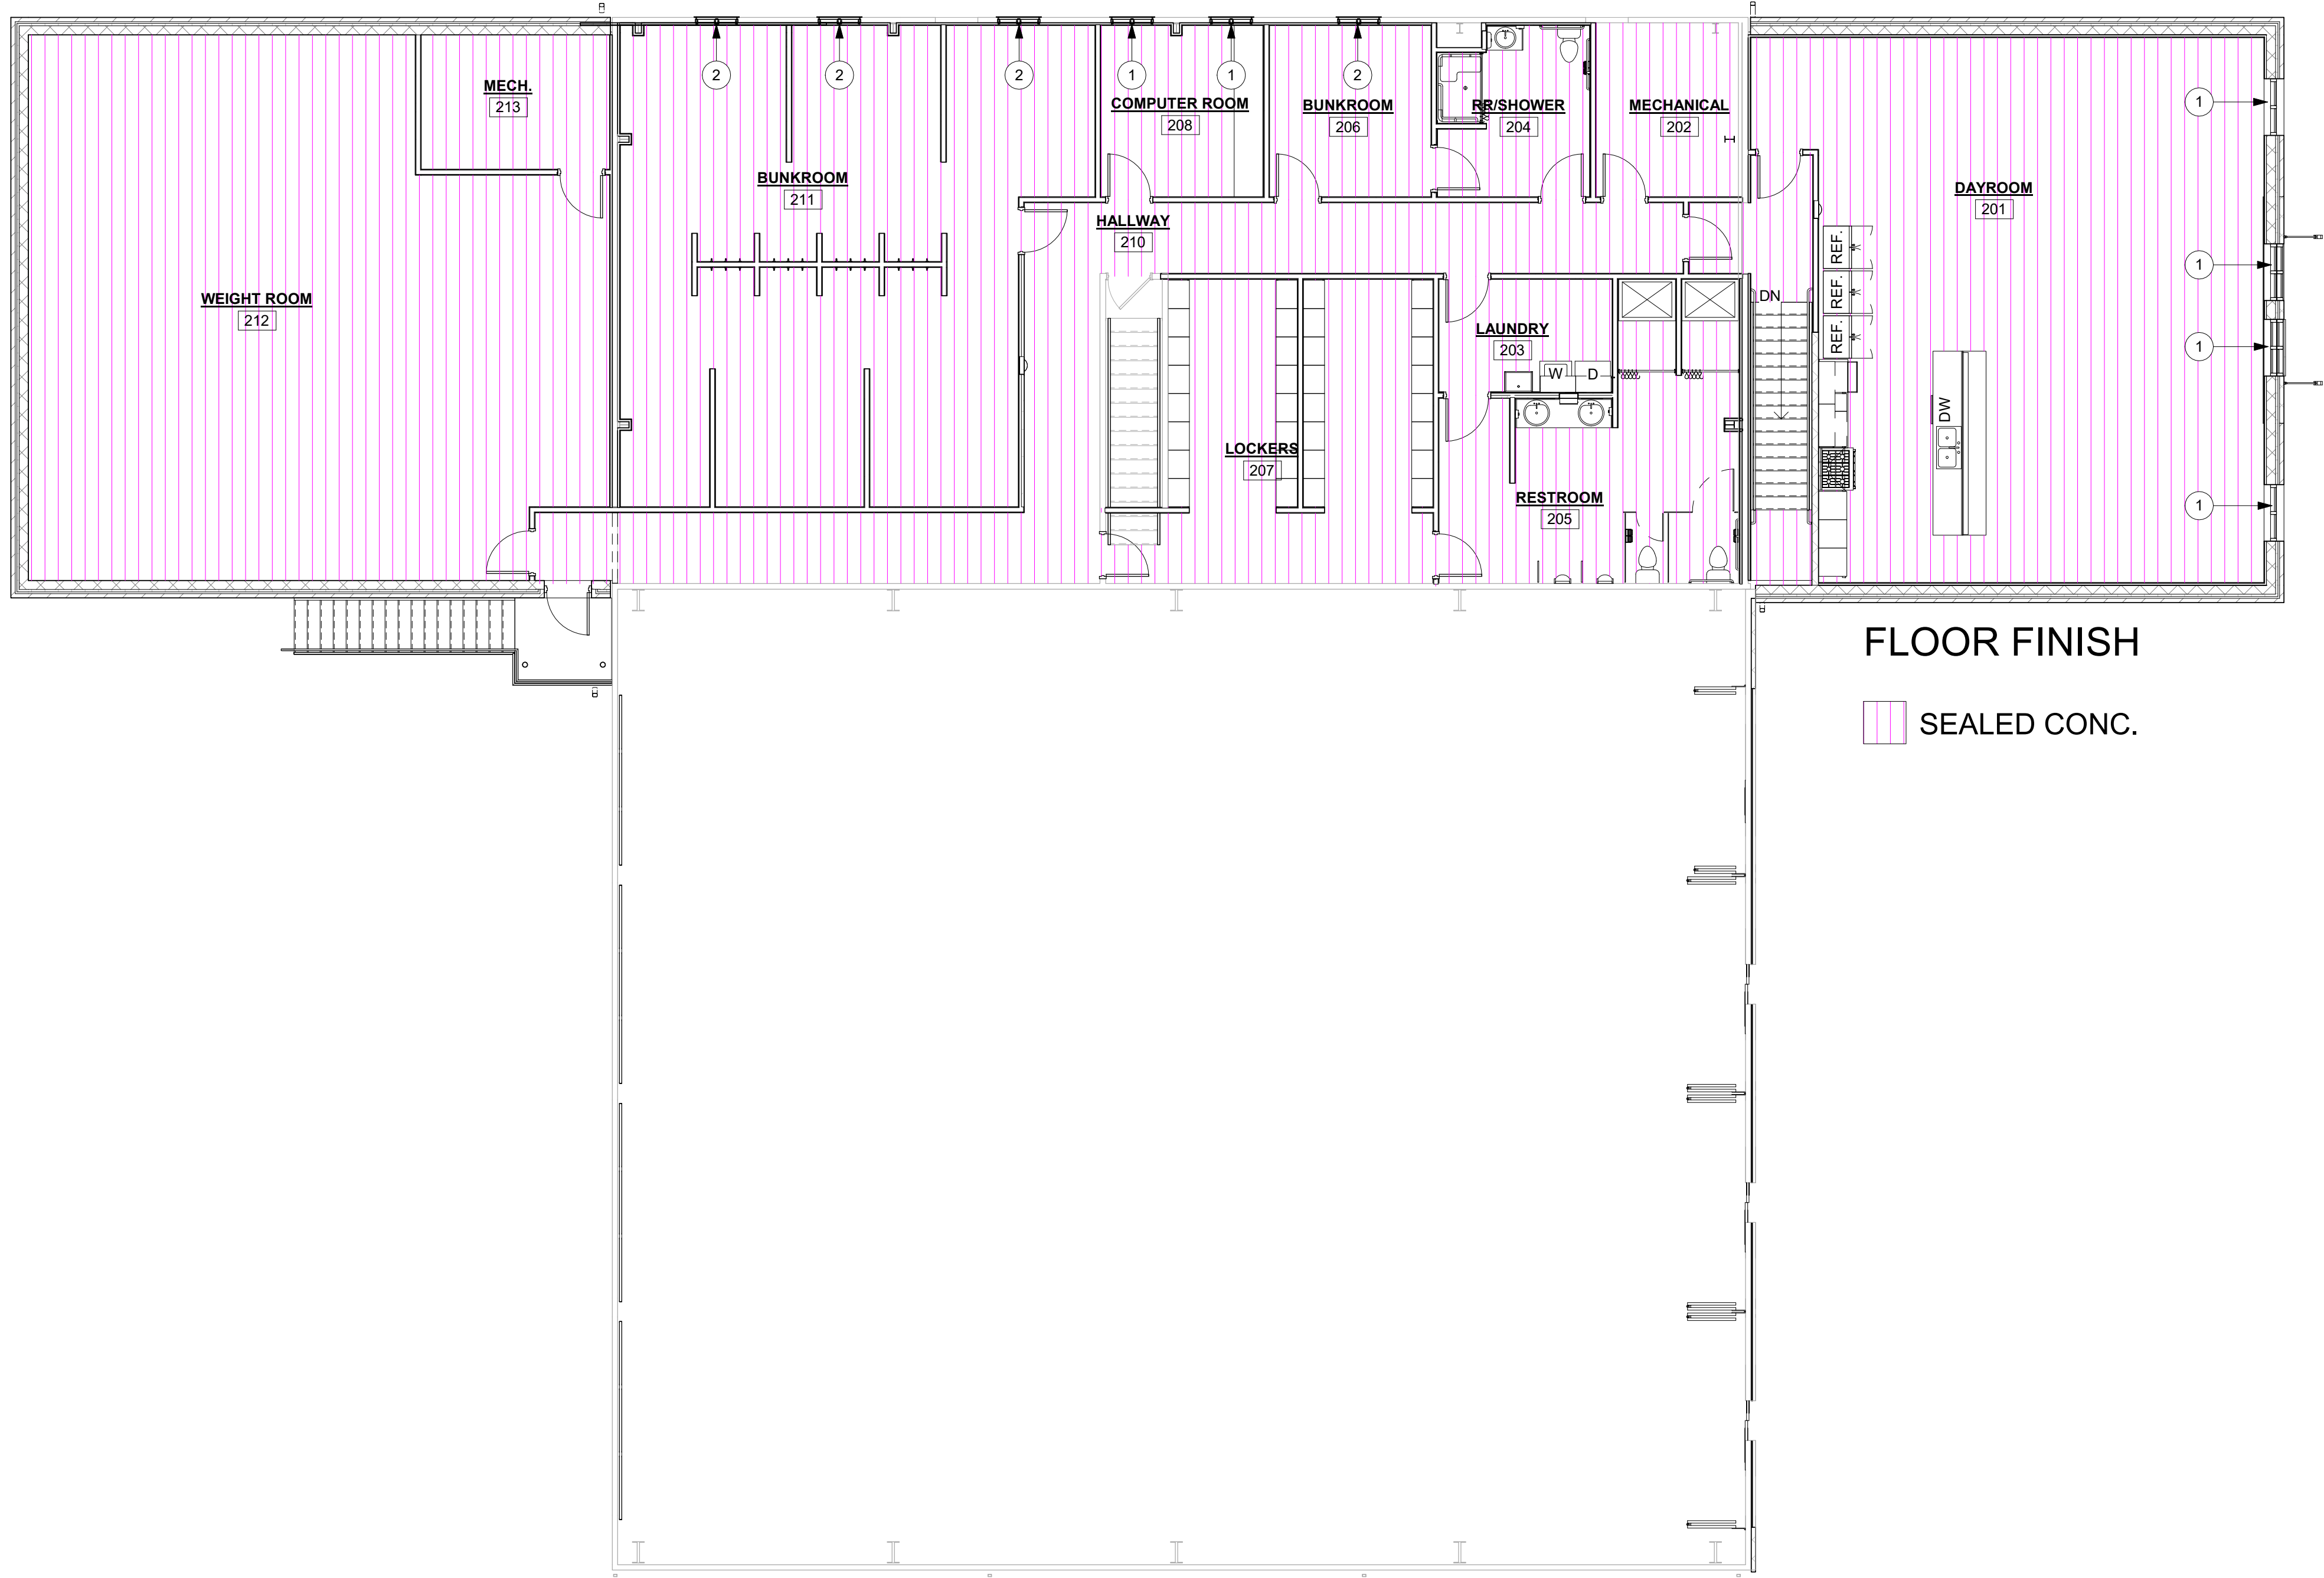 2
2
2
1
1
2
MECH.
213
COMPUTER ROOM
208
BUNKROOM
206
RR/SHOWER
204
MECHANICAL
202
1
BUNKROOM
211
DAYROOM
201
HALLWAY
210
REF.
REF.
REF.
1
1
WEIGHT ROOM
212
DN
LAUNDRY
203
W
D
DW
LOCKERS
207
RESTROOM
205
1
FLOOR FINISH
SEALED CONC.